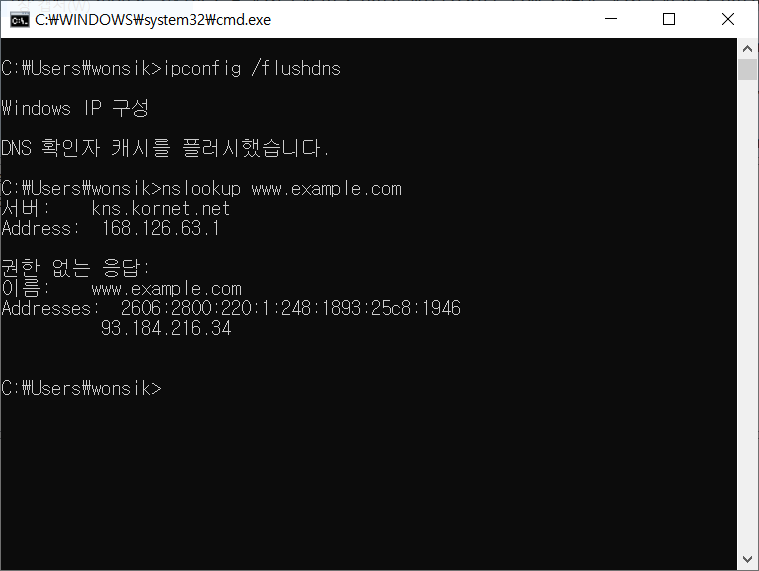 C:₩WINDOWS₩system32₩cmd.exe
C:₩Users₩wonsik>ipconfig /flushdns
Windows IP 구성
DNS 확인자 캐시를 플러시했습니다.
C:₩Users₩wonsik>nslookup www.example.com
서버:    kns.kornet.net
Address:  168.126.63.1
권한 없는 응답:
이름:    www.example.com
Addresses:  2606:2800:220:1:248:1893:25c8:1946
          93.184.216.34
C:₩Users₩wonsik>